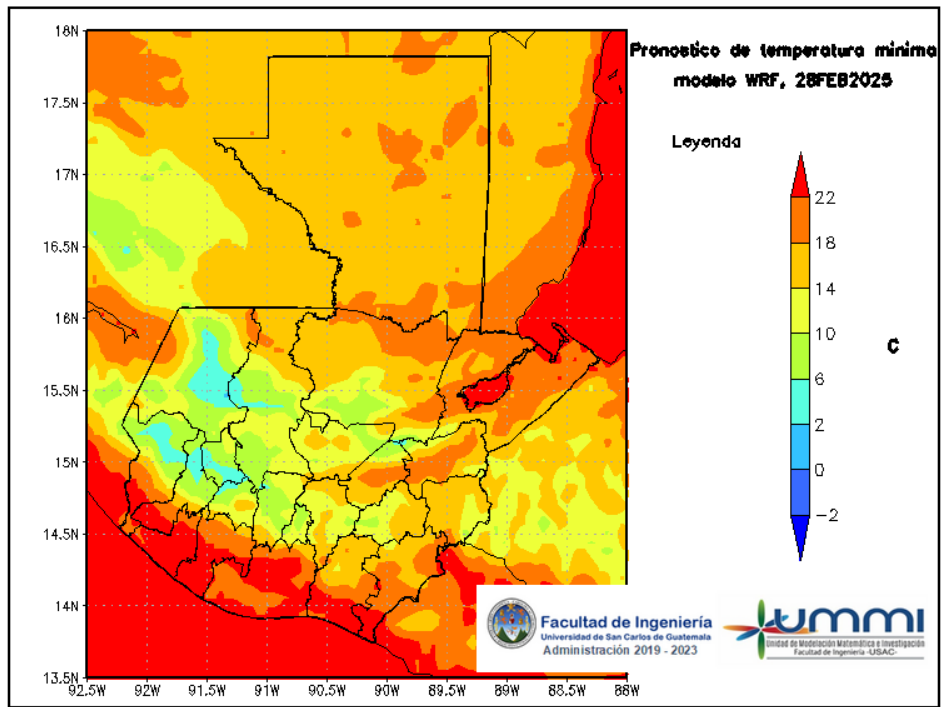 Pronostico de temperatura minima
modelo WRF, 28FEB2025
Leyenda
22
18
14
10
6
2
0
−2
C
18N
17.5N
17N
16.5N
16N
15.5N
15N
14.5N
14N
13.5N
92.5W
92W
91.5W
91W
90.5W
90W
89.5W
89W
88.5W
88W
Facultad de Ingeniería
Universidad de San Carlos de Guatemala
Administración 2019 - 2023
ummi
Unidad de Modelación Matemática e Investigación
Facultad de Ingeniería -USAC-